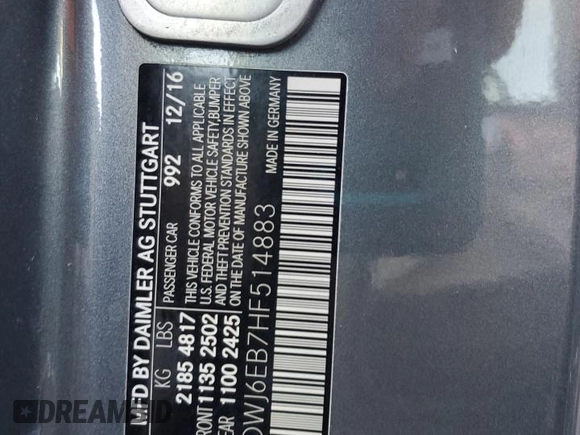 MFD BY DAIMLER AG STUTTGART
KG LBS PASSENGER CAR 992 12/16
2185 4817 THIS VEHICLE CONFORMS TO ALL APPLICABLE
FRONT 1135 2502 U.S. FEDERAL MOTOR VEHICLE SAFETY,BUMPER
AND THEFT PREVENTION STANDARDS IN EFFECT
1100 2425 ON THE DATE OF MANUFACTURE SHOWN ABOVE
WJ6EB7HF514883 MADE IN GERMANY
DREAMBID